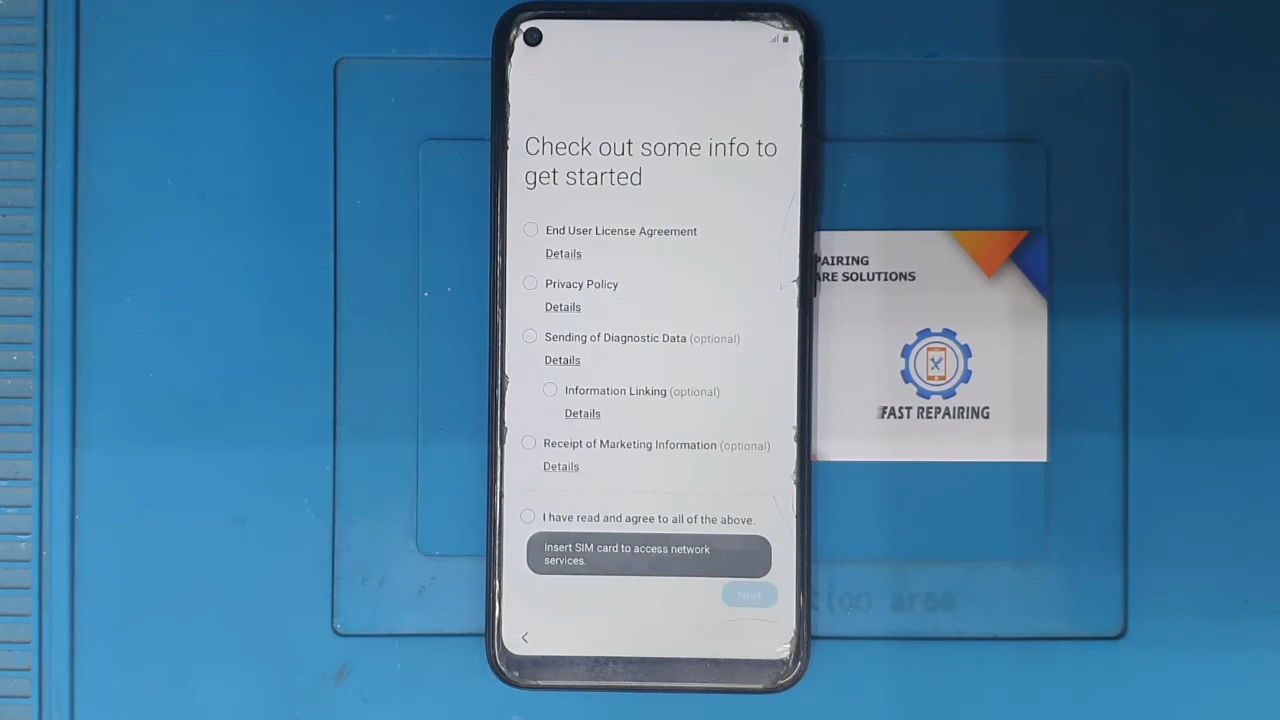 Check out some info to
get started
End User License Agreement
Details
Privacy Policy
Details
Sending of Diagnostic Data (optional)
Details
Information Linking (optional)
Details
Receipt of Marketing Information (optional)
Details
I have read and agree to all of the above.
Insert SIM card to access network
services.
Next
PAIRING
ARE SOLUTIONS
FAST REPAIRING
tion area